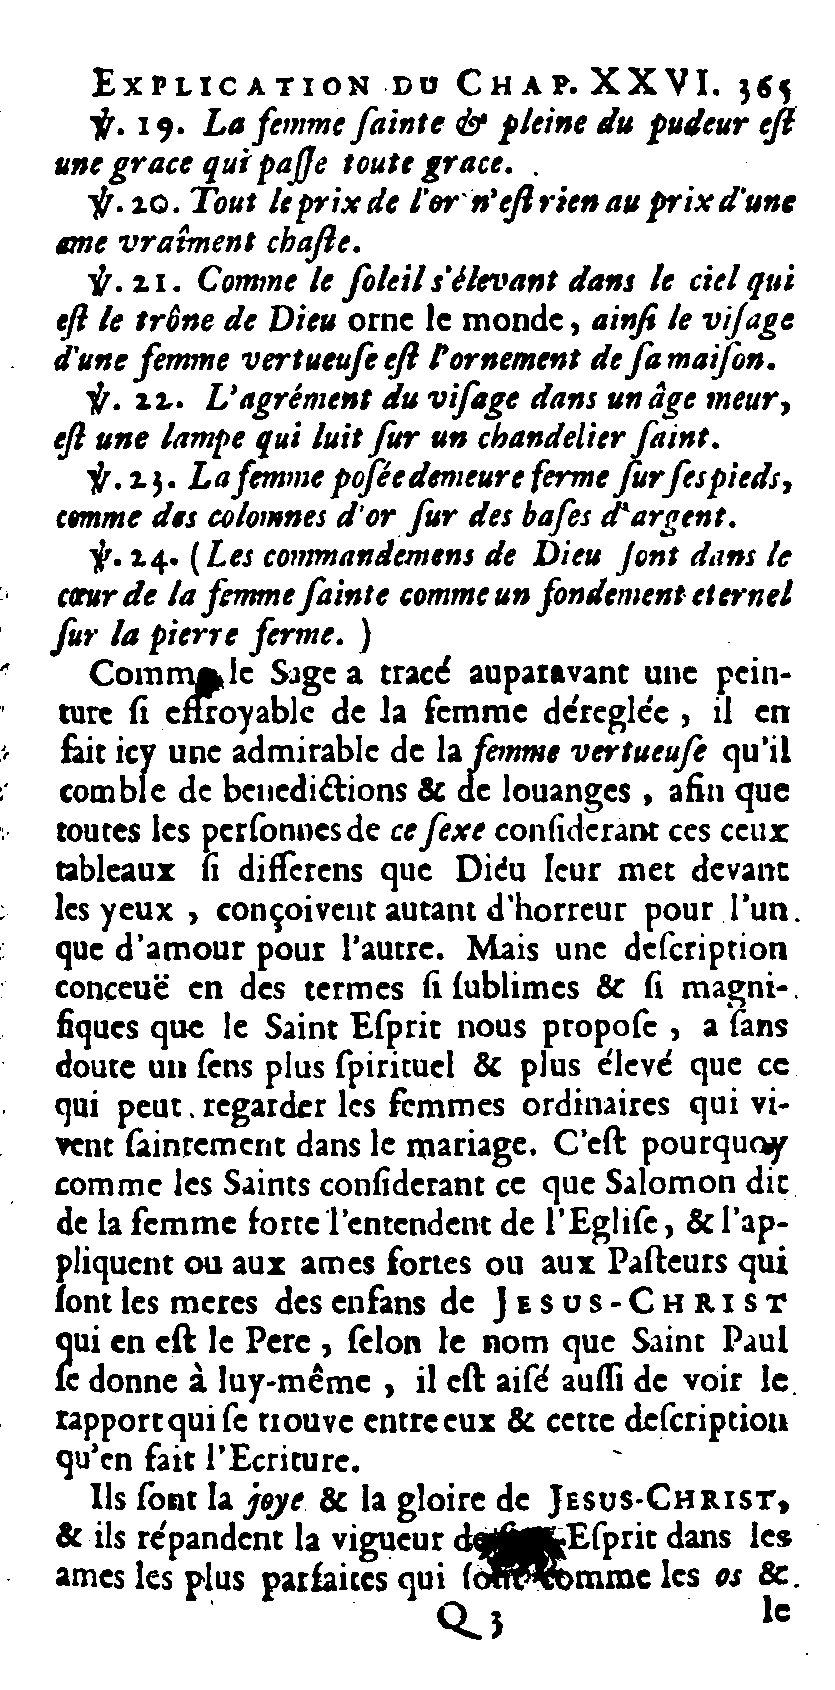 EXPLICATION DU CHAP. XXVI. 365
℣. 19. La femme ſainte & pleine du pudeur eſt
une grace qui paſſe toute grace.
℣. 20. Tout le prix de l'or n'eſt rien au prix d'une
ame vraîment chaſte.
℣. 21. Comme le ſoleil s'élevant dans le ciel qui
eſt le trône de Dieu orne le monde, ainſi le viſage
d'une femme vertueuſe eſt l'ornement de ſa maiſon.
℣. 22. L'agrément du viſage dans un âge meur,
eſt une lampe qui luit ſur un chandelier ſaint.
℣. 23. La femme poſée demeure ferme ſur ſes pieds,
comme des colomnes d'or ſur des baſes d'argent.
℣. 24. (Les commandemens de Dieu ſont dans le
cœur de la femme ſainte comme un fondement eternel
ſur la pierre ferme. )
Comme le Sage a tracé auparavant une pein-
ture ſi effroyable de la femme déreglée, il en
fait icy une admirable de la femme vertueuſe qu'il
comble de benedictions & de louanges, afin que
toutes les perſonnes de ce ſexe conſiderant ces ceux
tableaux ſi differens que Diéu leur met devant
les yeux, conçoivent autant d'horreur pour l'un
que d'amour pour l'autre. Mais une deſcription
conceuë en des termes ſi ſublimes & ſi magni-
fiques que le Saint Eſprit nous propoſe, a ſans
doute un ſens plus ſpirituel & plus élevé que ce
qui peut regarder les femmes ordinaires qui vi-
vent ſaintement dans le mariage. C'eſt pourquoy
comme les Saints conſiderant ce que Salomon dit
de la femme forte l'entendent de l'Egliſe, & l'ap-
pliquent ou aux ames fortes ou aux Paſteurs qui
ſont les meres des enfans de JESUS-CHRIST
qui en eſt le Pere, ſelon le nom que Saint Paul
ſe donne à luy-même, il eſt aiſé auſſi de voir le
rapport qui ſe trouve entre eux & cette deſcription
qu'en fait l'Ecriture.
Ils ſont la joye & la gloire de JESUS-CHRIST,
& ils répandent la vigueur de Eſprit dans les
ames les plus parfaites qui ſont comme les os &
Q 3 le